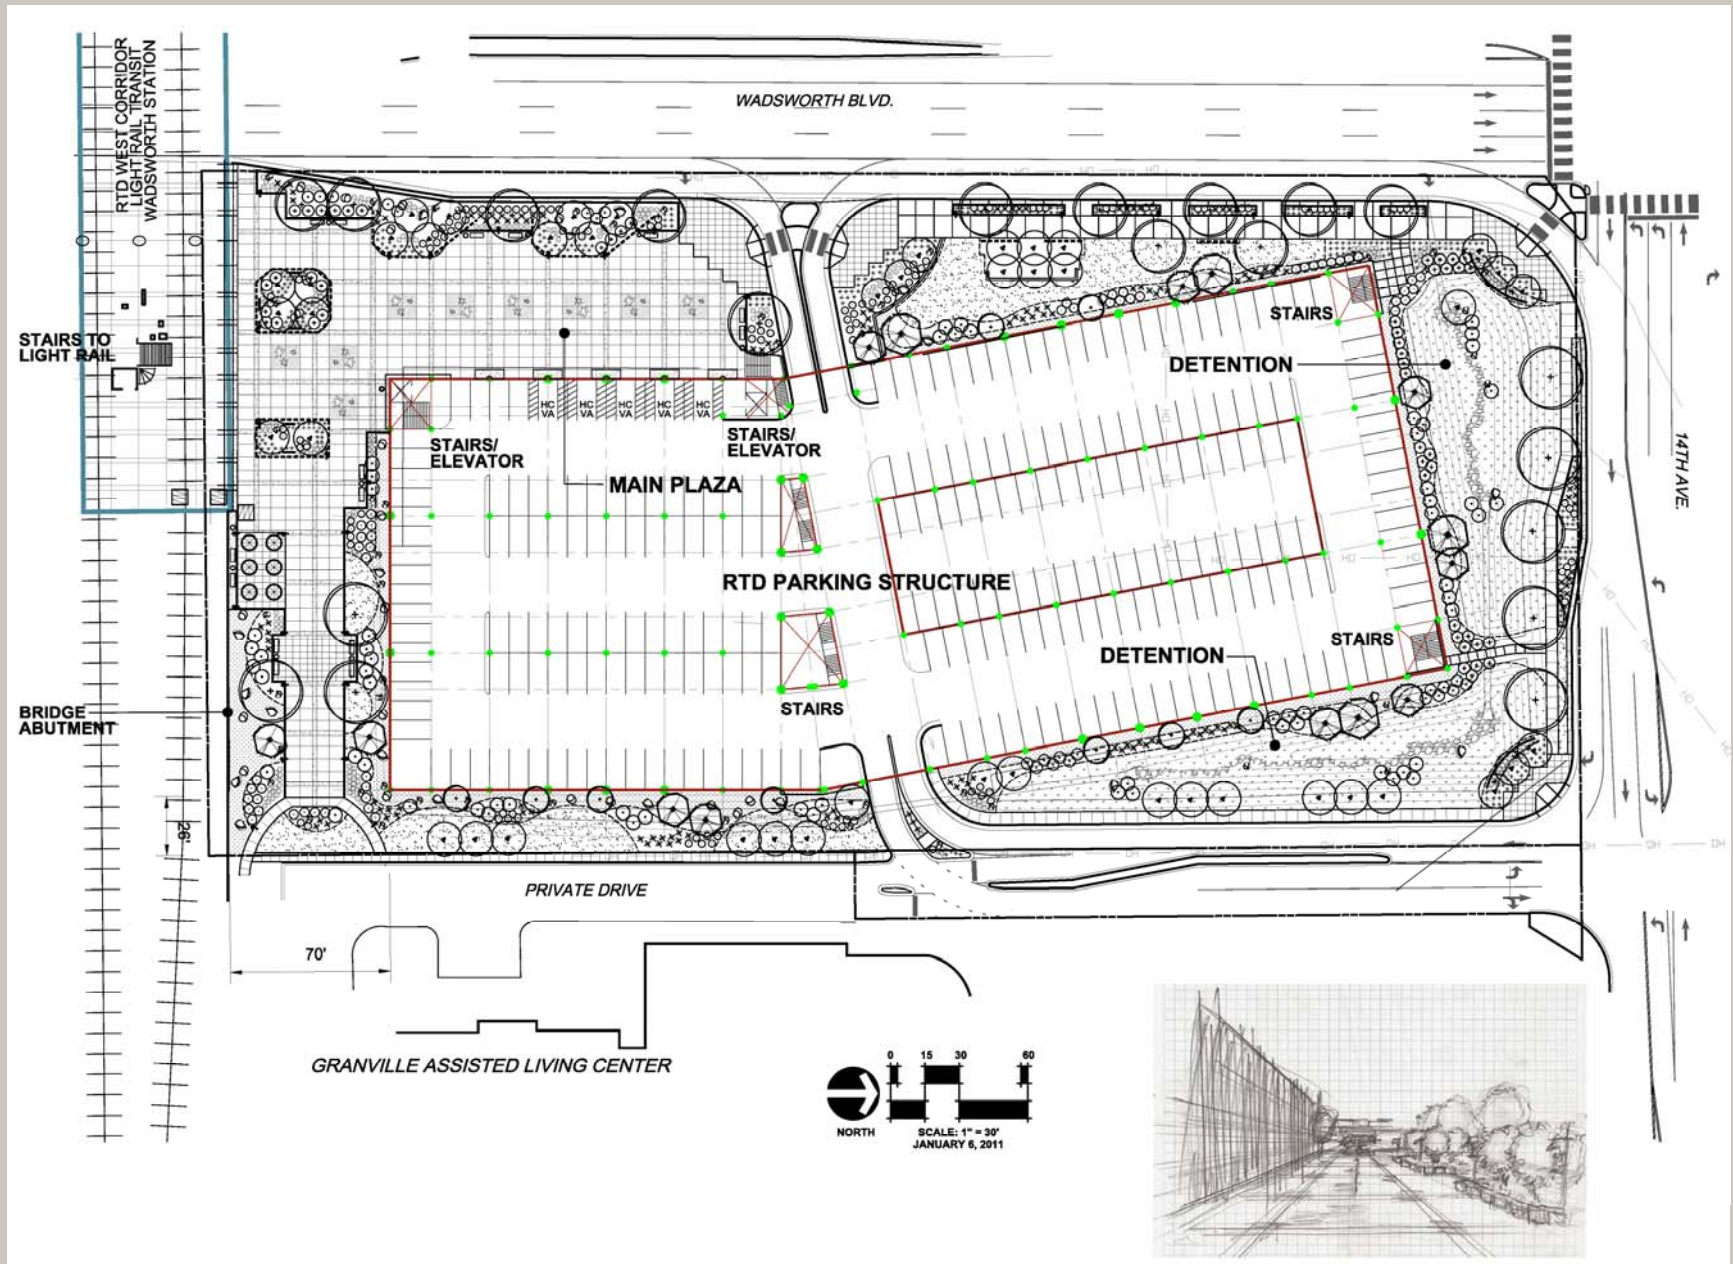 WADSWORTH BLVD.
RTD WEST CORRIDOR
LIGHT RAIL TRANSIT
WADSWORTH STATION
STAIRS TO
LIGHT RAIL
STAIRS
DETENTION
HC
VA
HC
VA
HC
VA
HC
VA
HC
VA
STAIRS/
ELEVATOR
STAIRS/
ELEVATOR
MAIN PLAZA
14TH AVE.
RTD PARKING STRUCTURE
STAIRS
DETENTION
STAIRS
BRIDGE
ABUTMENT
26'
PRIVATE DRIVE
70'
GRANVILLE ASSISTED LIVING CENTER
0 15 30 60
NORTH
SCALE: 1" = 30'
JANUARY 6, 2011